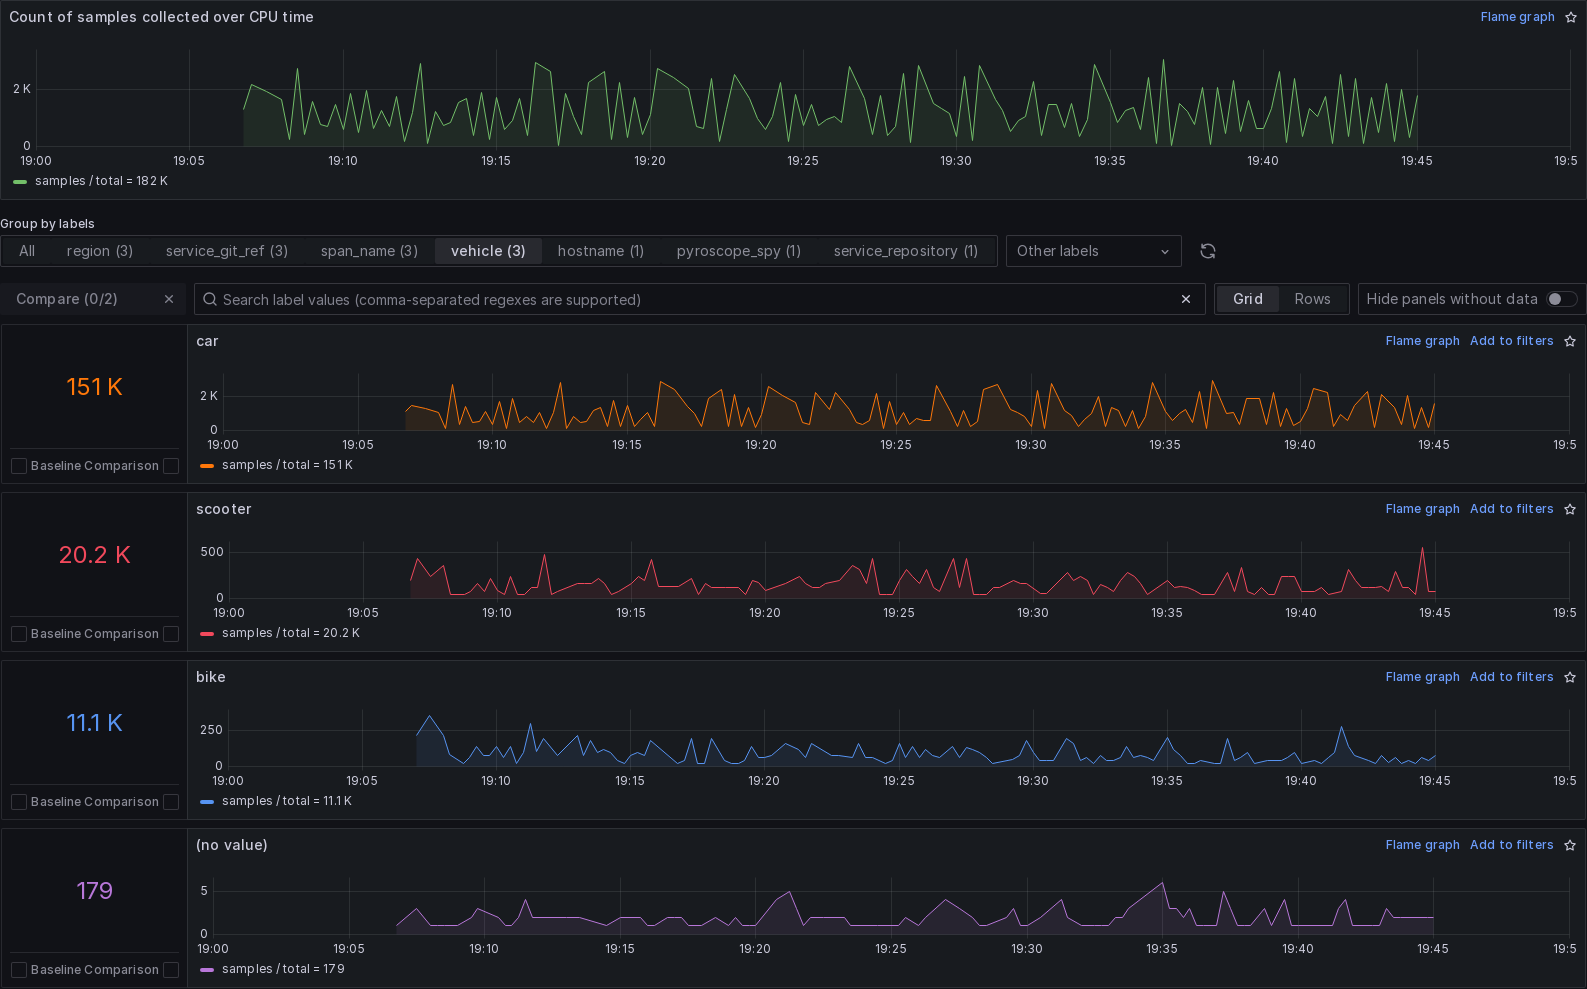 Count of samples collected over CPU time Flame graph
2 K
0
19:00 19:05 19:10 19:15 19:20 19:25 19:30 19:35 19:40 19:45 19:5
samples / total = 182 K
Group by labels
All region (3) service_git_ref (3) span_name (3) vehicle (3) hostname (1) pyroscope_spy (1) service_repository (1) Other labels
Compare (0/2) Search label values (comma-separated regexes are supported) Grid Rows Hide panels without data
car Flame graph Add to filters
151 K
2 K
0
19:00 19:05 19:10 19:15 19:20 19:25 19:30 19:35 19:40 19:45 19:5
Baseline Comparison samples / total = 151 K
scooter Flame graph Add to filters
20.2 K
500
0
19:00 19:05 19:10 19:15 19:20 19:25 19:30 19:35 19:40 19:45 19:5
Baseline Comparison samples / total = 20.2 K
bike Flame graph Add to filters
11.1 K
250
0
19:00 19:05 19:10 19:15 19:20 19:25 19:30 19:35 19:40 19:45 19:5
Baseline Comparison samples / total = 11.1 K
(no value) Flame graph Add to filters
179
5
0
19:00 19:05 19:10 19:15 19:20 19:25 19:30 19:35 19:40 19:45 19:5
Baseline Comparison samples / total = 179